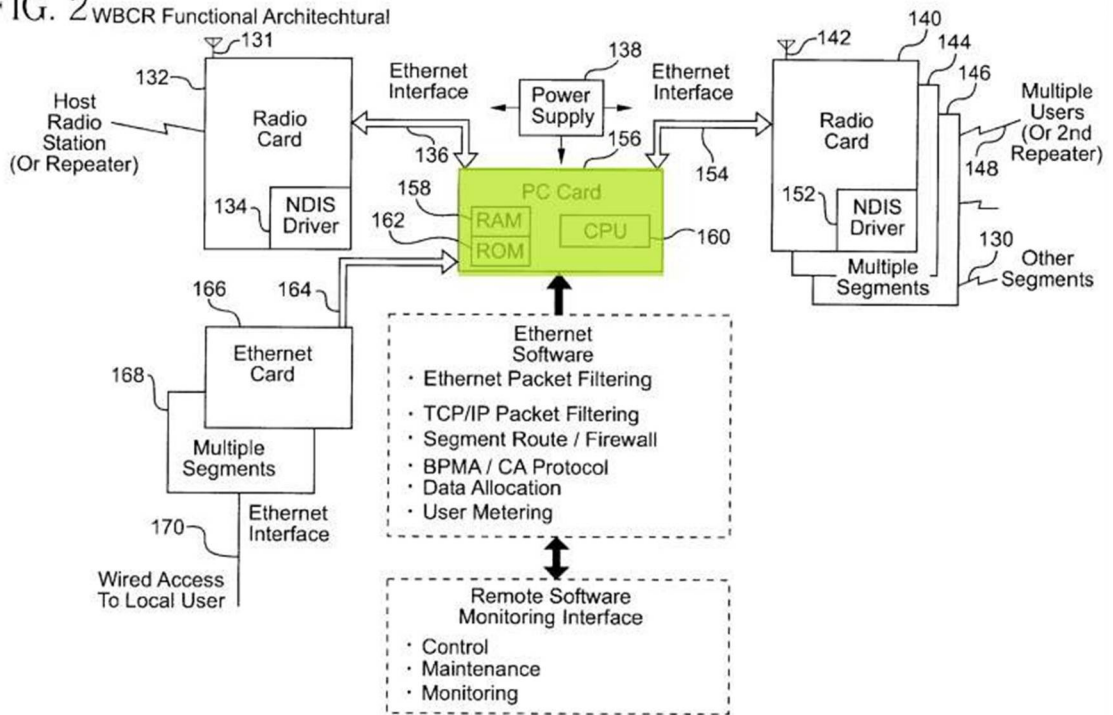 FIG. 2 WBCR Functional Architechtural
131
132
Host
Radio
Station
(Or Repeater)
Radio
Card
134
NDIS
Driver
Ethernet
Interface
136
138
Power
Supply
Ethernet
Interface
154
156
PC Card
158
RAM
162
ROM
CPU
160
142
140
144
146
Radio
Card
152
NDIS
Driver
Multiple
Segments
Multiple
Users
(Or 2nd
Repeater)
148
130
Other
Segments
164
166
Ethernet
Card
168
Multiple
Segments
170
Ethernet
Interface
Wired Access
To Local User
Ethernet
Software
· Ethernet Packet Filtering
· TCP/IP Packet Filtering
· Segment Route / Firewall
· BPMA / CA Protocol
· Data Allocation
· User Metering
Remote Software
Monitoring Interface
· Control
· Maintenance
· Monitoring